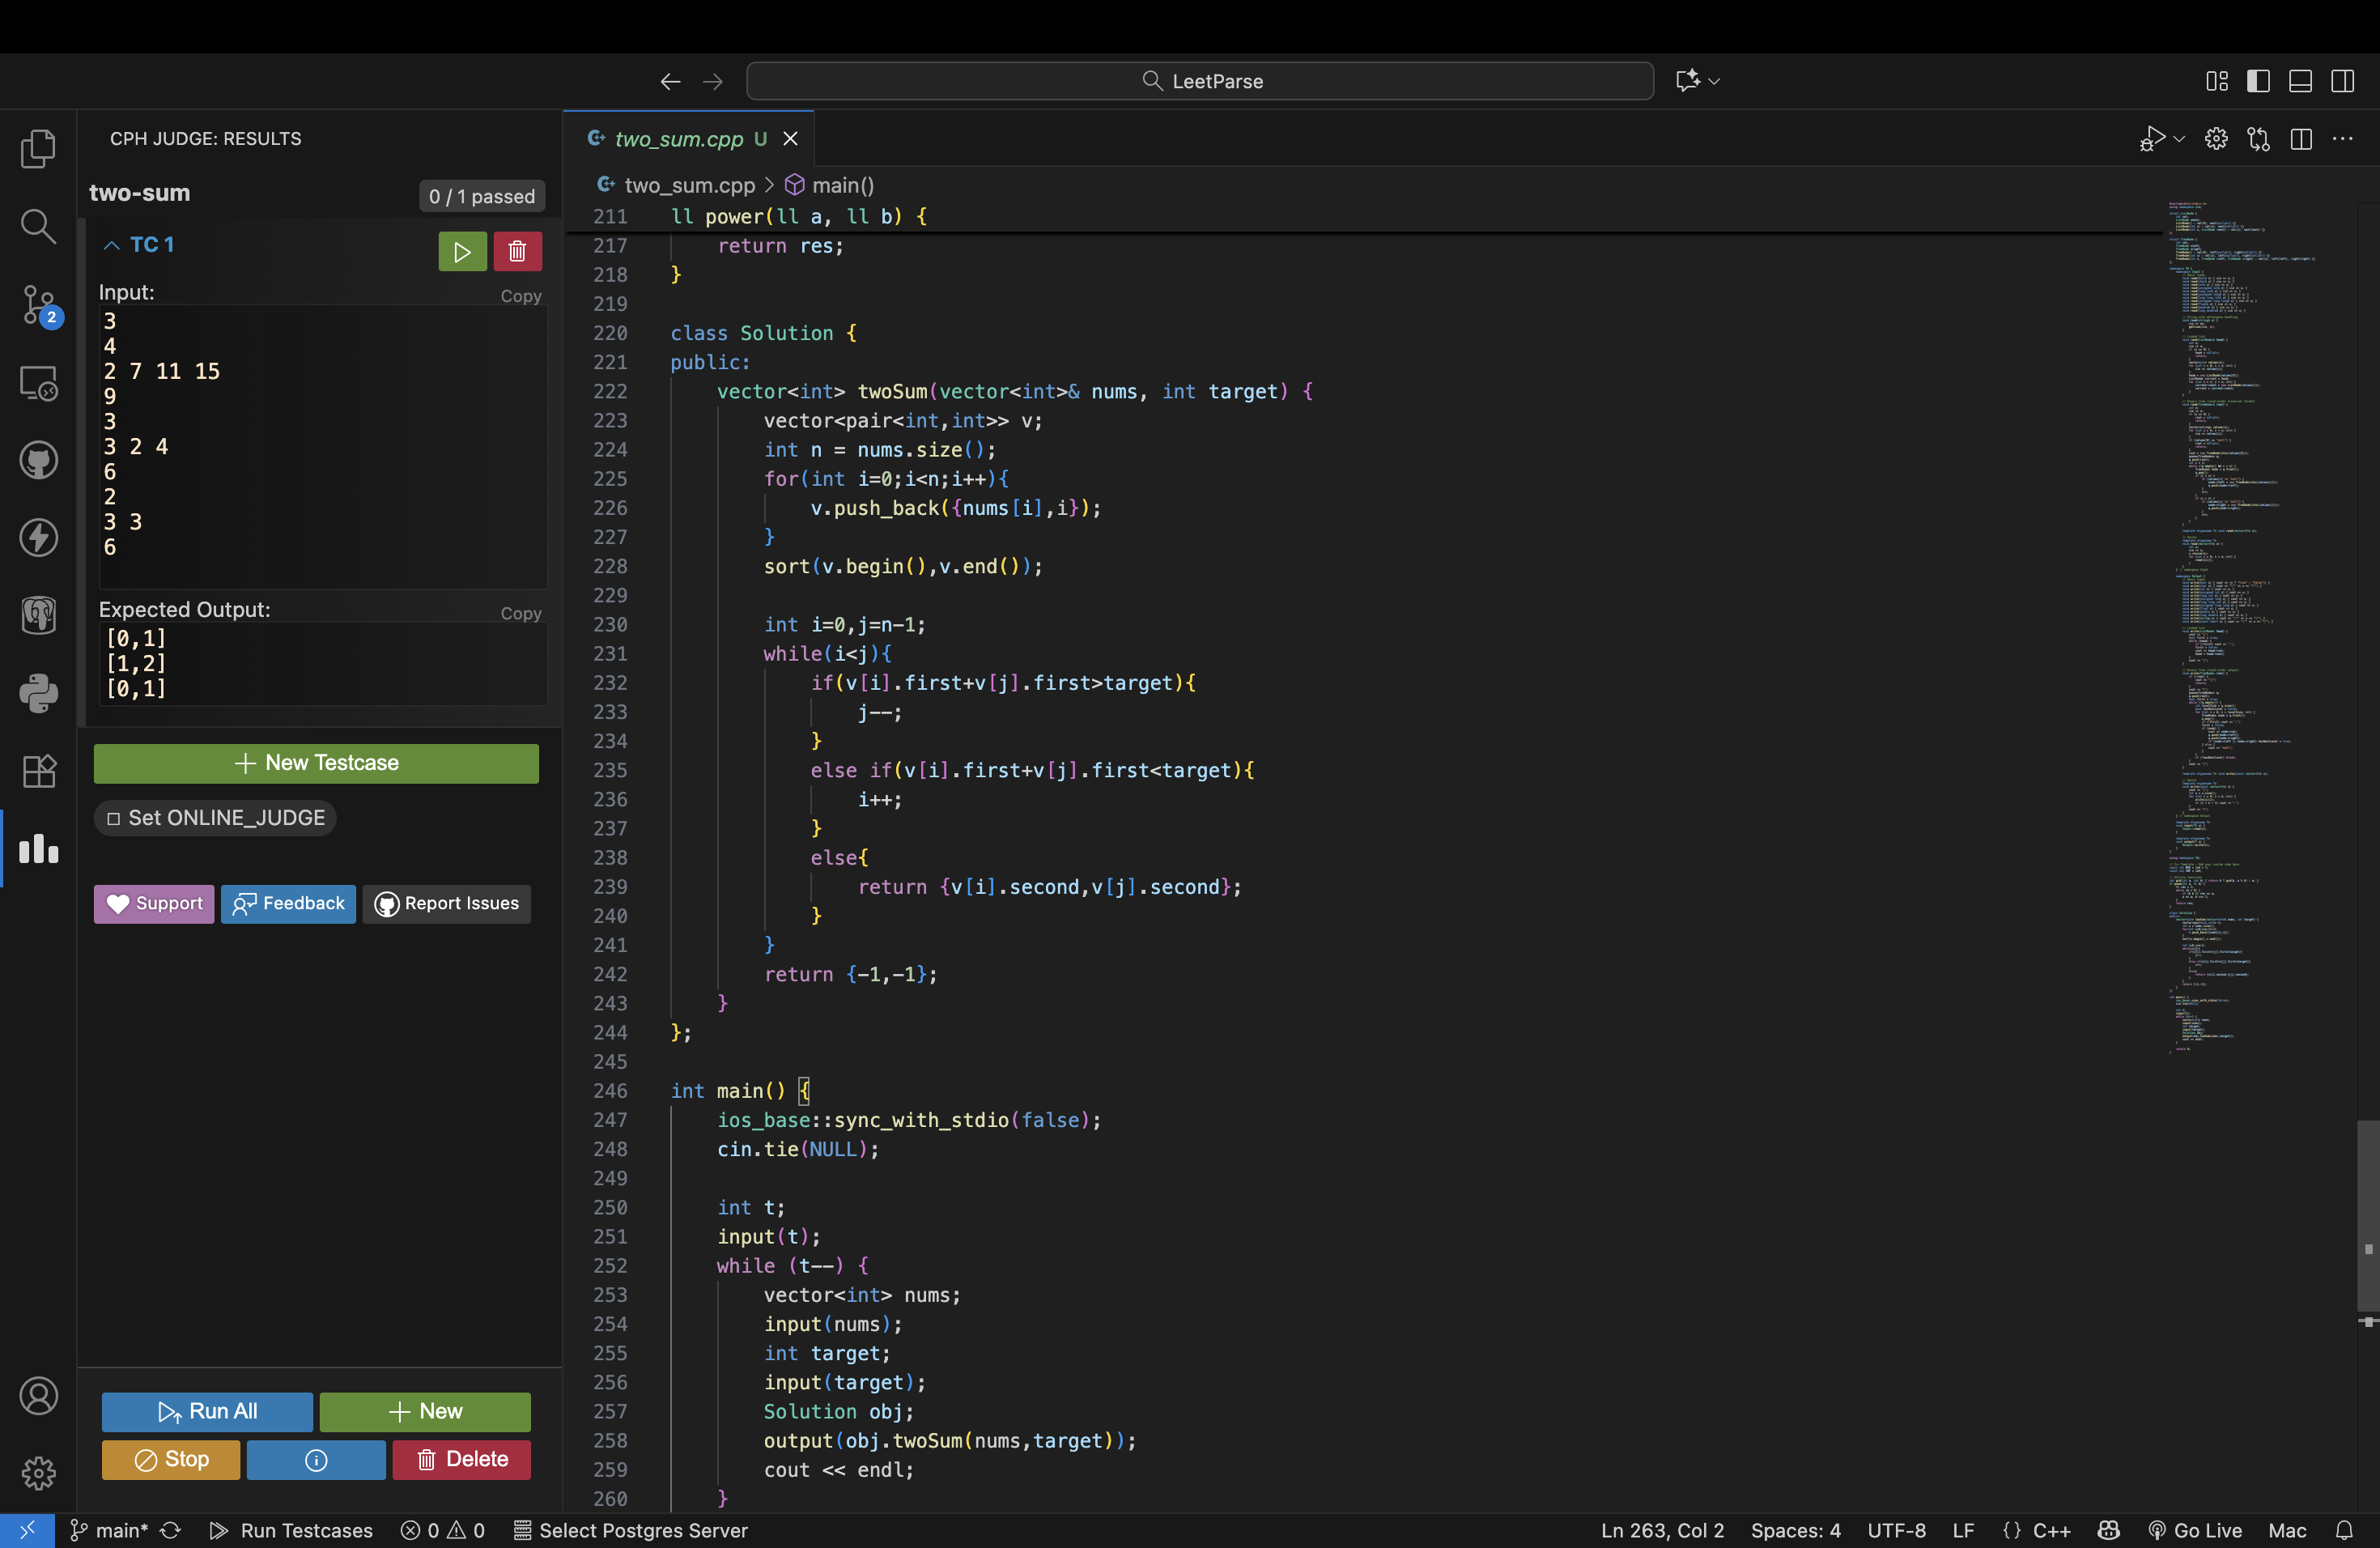 LeetParse
CPH JUDGE: RESULTS
two-sum
0 / 1 passed
TC 1
Input:
Copy
3
4
2 7 11 15
9
3
3 2 4
6
2
3 3
6
Expected Output:
Copy
[0,1]
[1,2]
[0,1]
New Testcase
Set ONLINE_JUDGE
Support
Feedback
Report Issues
Run All
New
Stop
Delete
2
two_sum.cpp U
two_sum.cpp > main()
211 ll power(ll a, ll b) {
217     return res;
218 }
219
220 class Solution {
221 public:
222     vector<int> twoSum(vector<int>& nums, int target) {
223         vector<pair<int,int>> v;
224         int n = nums.size();
225         for(int i=0;i<n;i++){
226             v.push_back({nums[i],i});
227         }
228         sort(v.begin(),v.end());
229
230         int i=0,j=n-1;
231         while(i<j){
232             if(v[i].first+v[j].first>target){
233                 j--;
234             }
235             else if(v[i].first+v[j].first<target){
236                 i++;
237             }
238             else{
239                 return {v[i].second,v[j].second};
240             }
241         }
242         return {-1,-1};
243     }
244 };
245
246 int main() {
247     ios_base::sync_with_stdio(false);
248     cin.tie(NULL);
249
250     int t;
251     input(t);
252     while (t--) {
253         vector<int> nums;
254         input(nums);
255         int target;
256         input(target);
257         Solution obj;
258         output(obj.twoSum(nums,target));
259         cout << endl;
260     }
main* Run Testcases 0 0 Select Postgres Server Ln 263, Col 2 Spaces: 4 UTF-8 LF {} C++ Go Live Mac